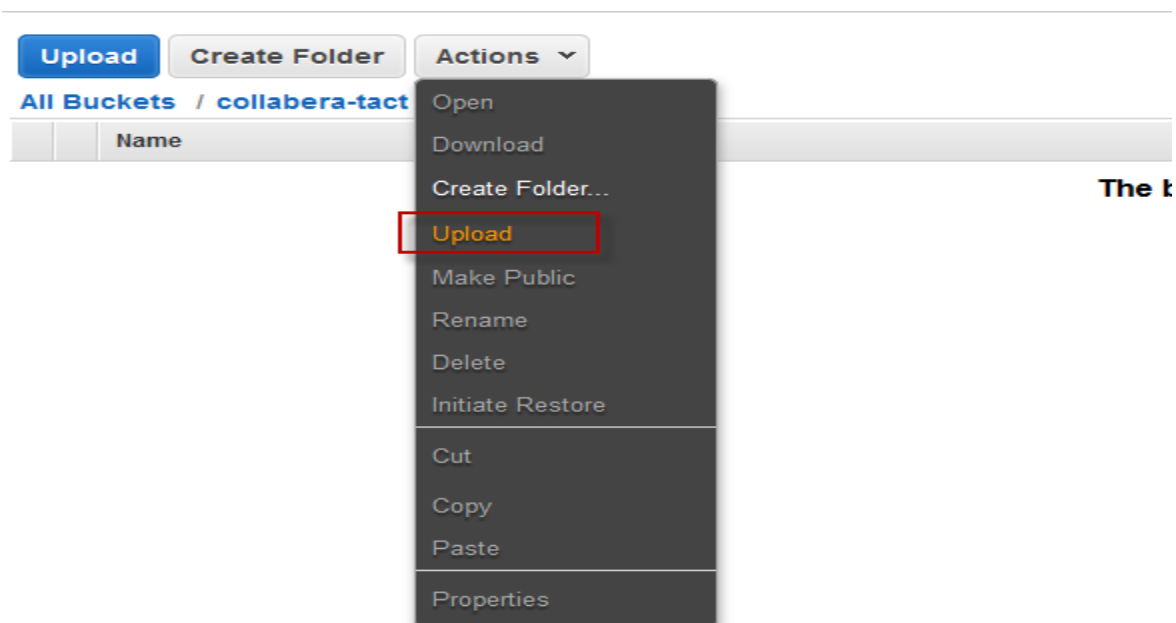 Upload Create Folder Actions
All Buckets / collabera-tact
Name
Open
Download
Create Folder...
The
Upload
Make Public
Rename
Delete
Initiate Restore
Cut
Copy
Paste
Properties